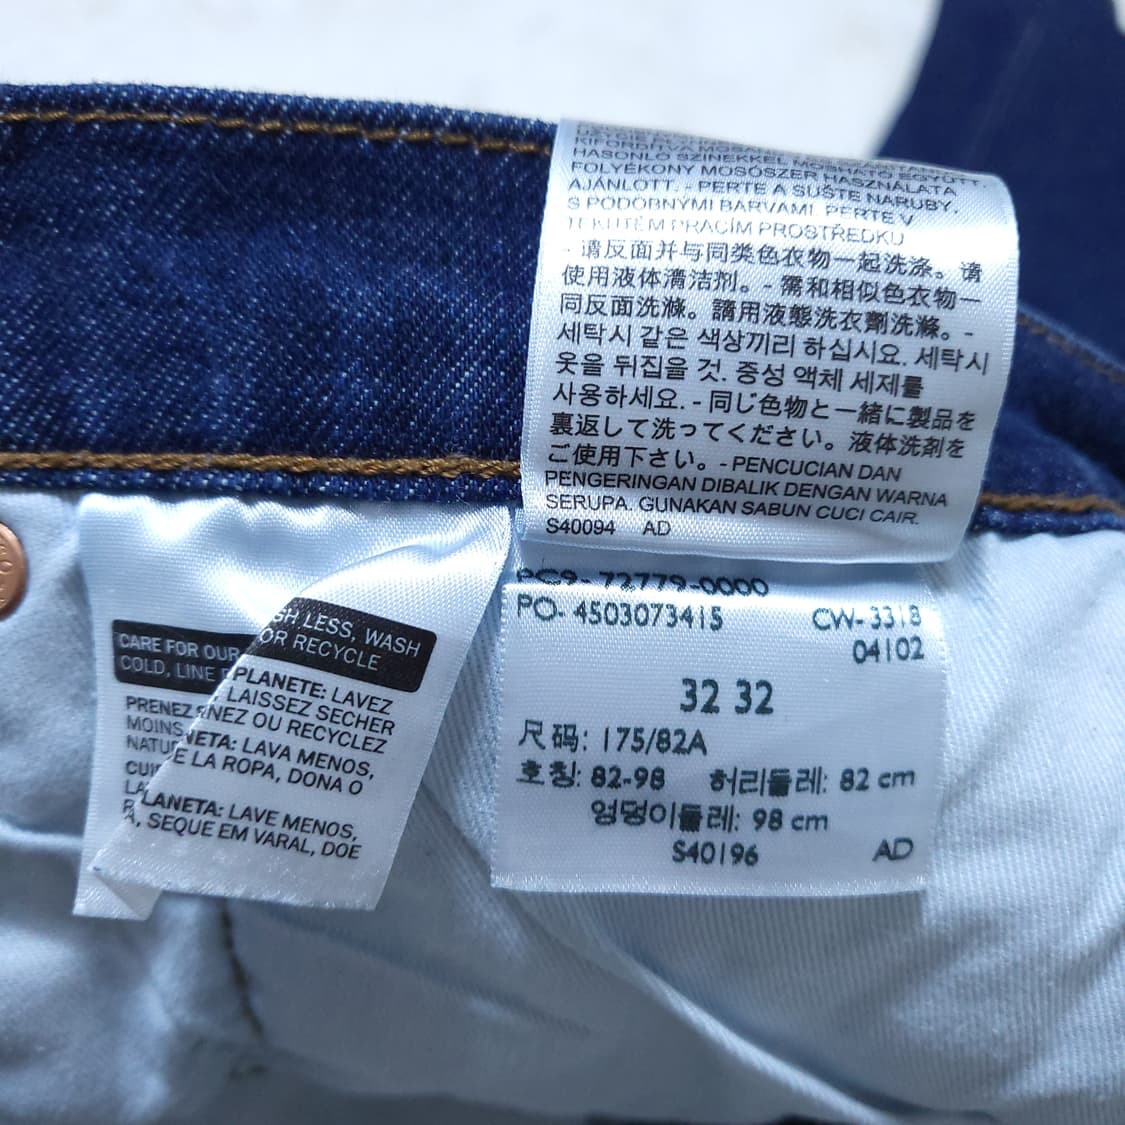 KIFORDÍTVA MOSANDÓ.
HASONLÓ SZÍNEKKEL MOSHATÓ EGYÜTT.
FOLYÉKONY MOSÓSZER HASZNÁLATA
AJÁNLOTT. - PERTE A SUŠTE NARUBY.
S PODOBNÝMI BARVAMI. PERTE V
TEKUTÉM PRACÍM PROSTŘEDKU
- 请反面并与同类色衣物一起洗涤。请
使用液体清洁剂。- 需和相似色衣物一
同反面洗滌。請用液態洗衣劑洗滌。-
세탁시 같은 색상끼리 하십시요. 세탁시
옷을 뒤집을 것. 중성 액체 세제를
사용하세요. - 同じ色物と一緒に製品を
裏返して洗ってください。液体洗剤を
ご使用下さい。- PENCUCIAN DAN
PENGERINGAN DIBALIK DENGAN WARNA
SERUPA. GUNAKAN SABUN CUCI CAIR.
S40094 AD
PC9- 72779-0000
PO- 4503073415 CW- 3318
04102
32 32
尺码: 175/82A
호칭: 82-98 허리둘레: 82 cm
엉덩이둘레: 98 cm
S40196 AD
LESS, WASH
OR RECYCLE
CARE FOR OUR
COLD, LINE
PLANETE: LAVEZ
LAISSEZ SECHER
OU RECYCLEZ
LAVA MENOS,
LA ROPA, DONA O
LAVE MENOS,
SEQUE EM VARAL, DOE
PRENEZ
MOINS